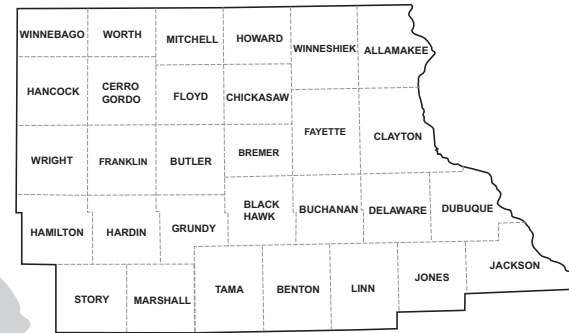 WINNEBAGO
WORTH
MITCHELL
HOWARD
WINNESHIEK
ALLAMAKEE
HANCOCK
CERRO
GORDO
FLOYD
CHICKASAW
FAYETTE
CLAYTON
WRIGHT
FRANKLIN
BUTLER
BREMER
BLACK
HAWK
BUCHANAN
DELAWARE
DUBUQUE
HAMILTON
HARDIN
GRUNDY
STORY
MARSHALL
TAMA
BENTON
LINN
JONES
JACKSON